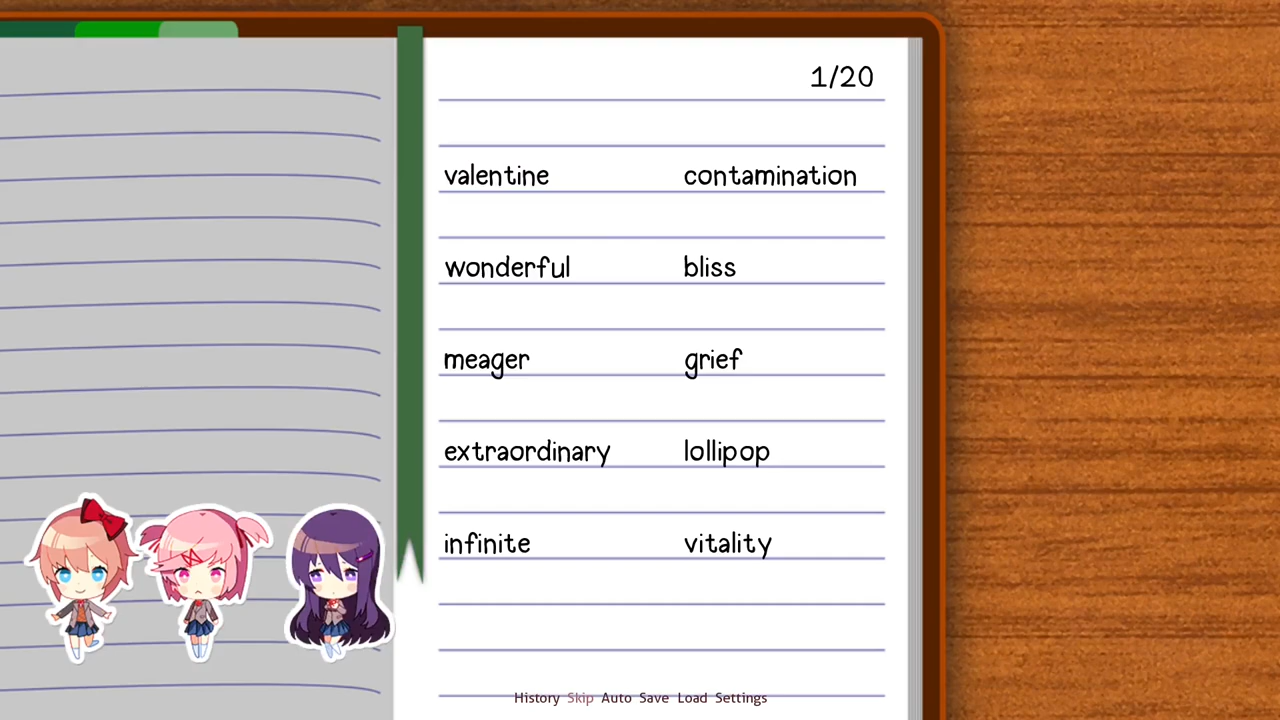 1/20
valentine contamination
wonderful bliss
meager grief
extraordinary lollipop
infinite vitality
History Skip Auto Save Load Settings